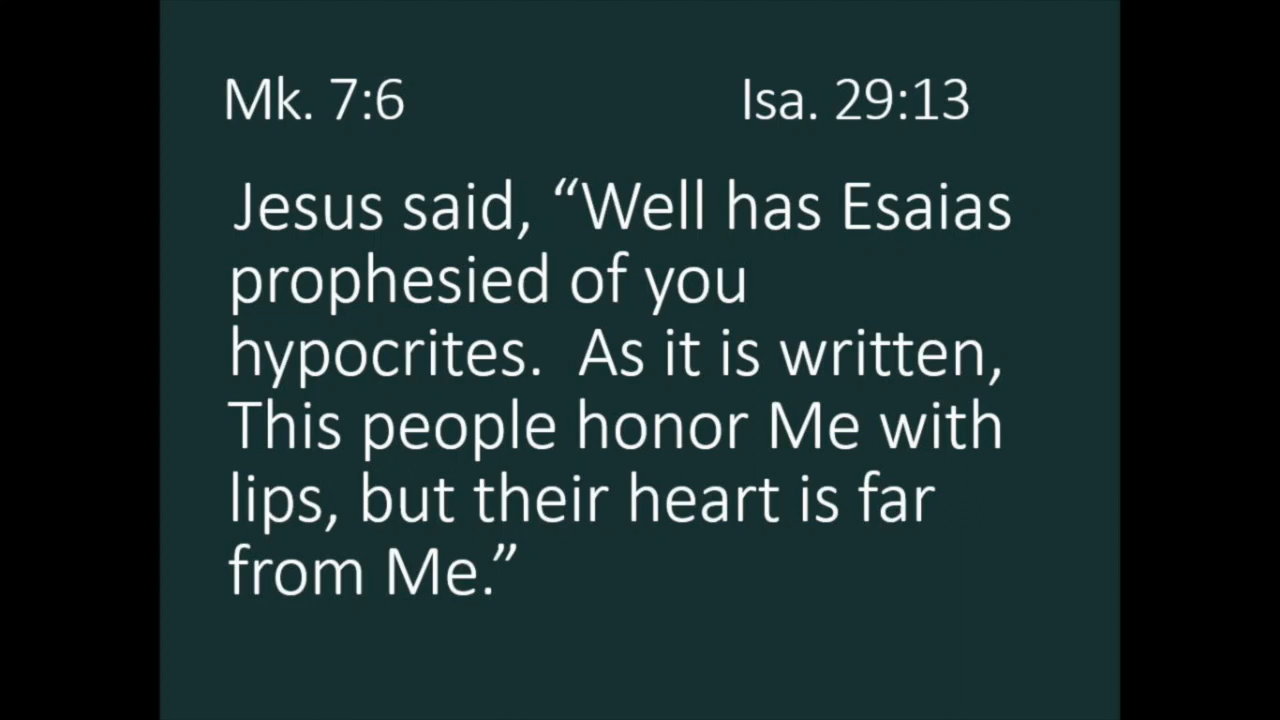 Mk. 7:6 Isa. 29:13
Jesus said, “Well has Esaias
prophesied of you
hypocrites.  As it is written,
This people honor Me with
lips, but their heart is far
from Me.”